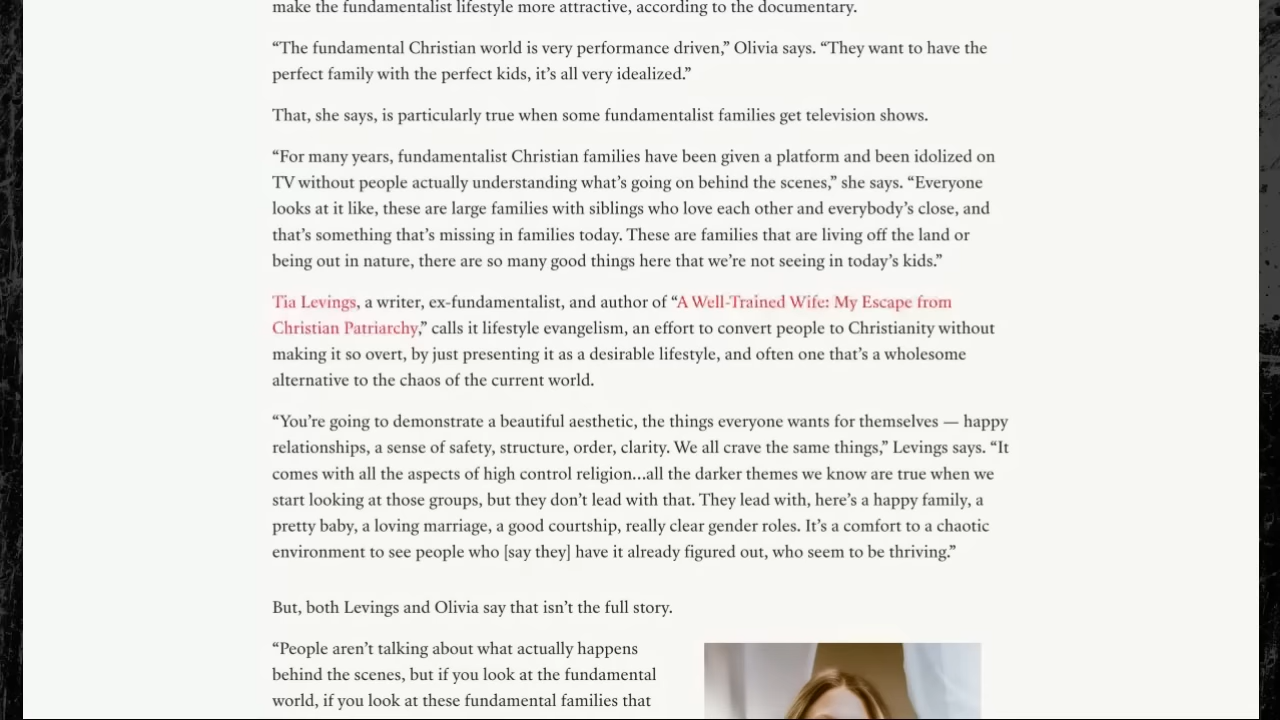 make the fundamentalist lifestyle more attractive, according to the documentary.
“The fundamental Christian world is very performance driven,” Olivia says. “They want to have the
perfect family with the perfect kids, it’s all very idealized.”
That, she says, is particularly true when some fundamentalist families get television shows.
“For many years, fundamentalist Christian families have been given a platform and been idolized on
TV without people actually understanding what’s going on behind the scenes,” she says. “Everyone
looks at it like, these are large families with siblings who love each other and everybody’s close, and
that’s something that’s missing in families today. These are families that are living off the land or
being out in nature, there are so many good things here that we’re not seeing in today’s kids.”
Tia Levings, a writer, ex-fundamentalist, and author of “A Well-Trained Wife: My Escape from
Christian Patriarchy,” calls it lifestyle evangelism, an effort to convert people to Christianity without
making it so overt, by just presenting it as a desirable lifestyle, and often one that’s a wholesome
alternative to the chaos of the current world.
“You’re going to demonstrate a beautiful aesthetic, the things everyone wants for themselves — happy
relationships, a sense of safety, structure, order, clarity. We all crave the same things,” Levings says. “It
comes with all the aspects of high control religion…all the darker themes we know are true when we
start looking at those groups, but they don’t lead with that. They lead with, here’s a happy family, a
pretty baby, a loving marriage, a good courtship, really clear gender roles. It’s a comfort to a chaotic
environment to see people who [say they] have it already figured out, who seem to be thriving.”
But, both Levings and Olivia say that isn’t the full story.
“People aren’t talking about what actually happens
behind the scenes, but if you look at the fundamental
world, if you look at these fundamental families that